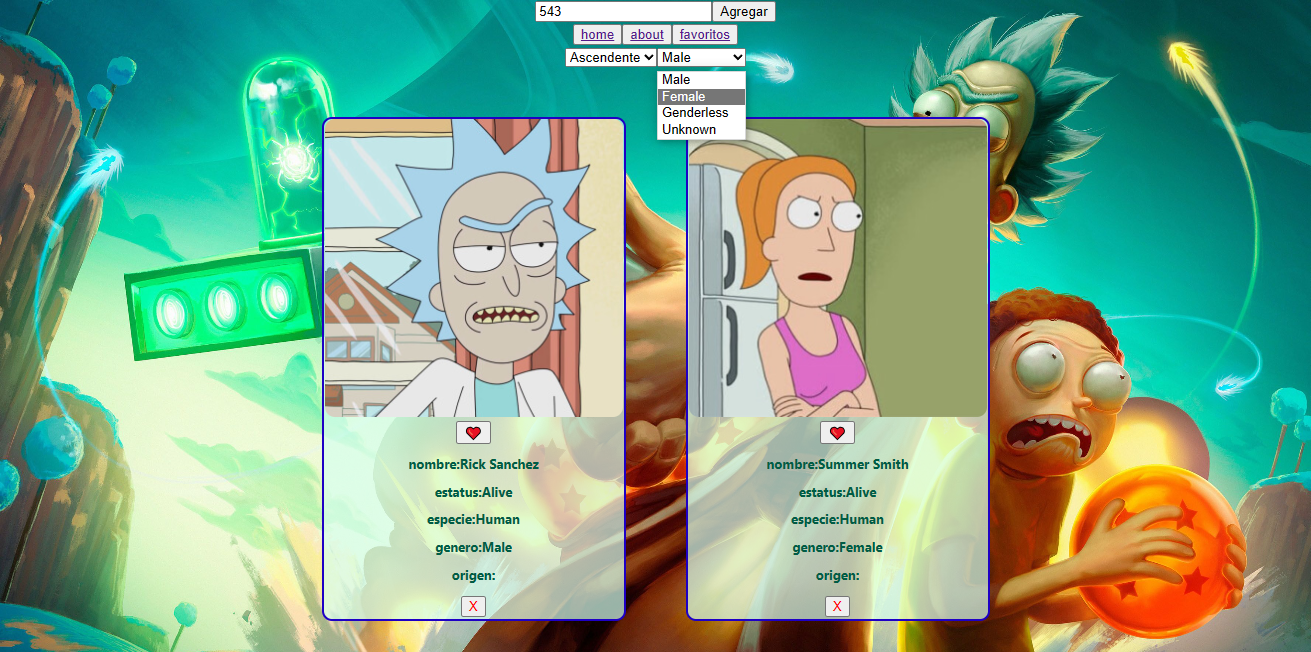 543 Agregar
home about favoritos
Ascendente Male
Male
Female
Genderless
Unknown
nombre:Rick Sanchez
estatus:Alive
especie:Human
genero:Male
origen:
X
nombre:Summer Smith
estatus:Alive
especie:Human
genero:Female
origen:
X